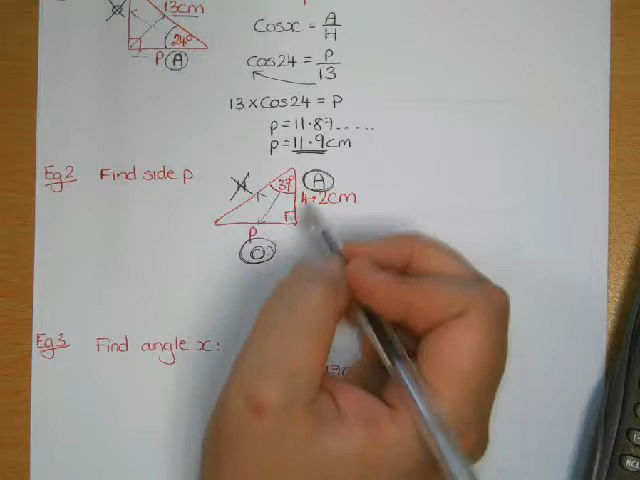 13cm
24°
P A
Cosx = A/H
Cos24 = P/13
13 x Cos24 = P
p = 11.87.....
p = 11.9cm
Eg2 Find side p
H
37°
A
4.2cm
P
O
Eg3 Find angle x: